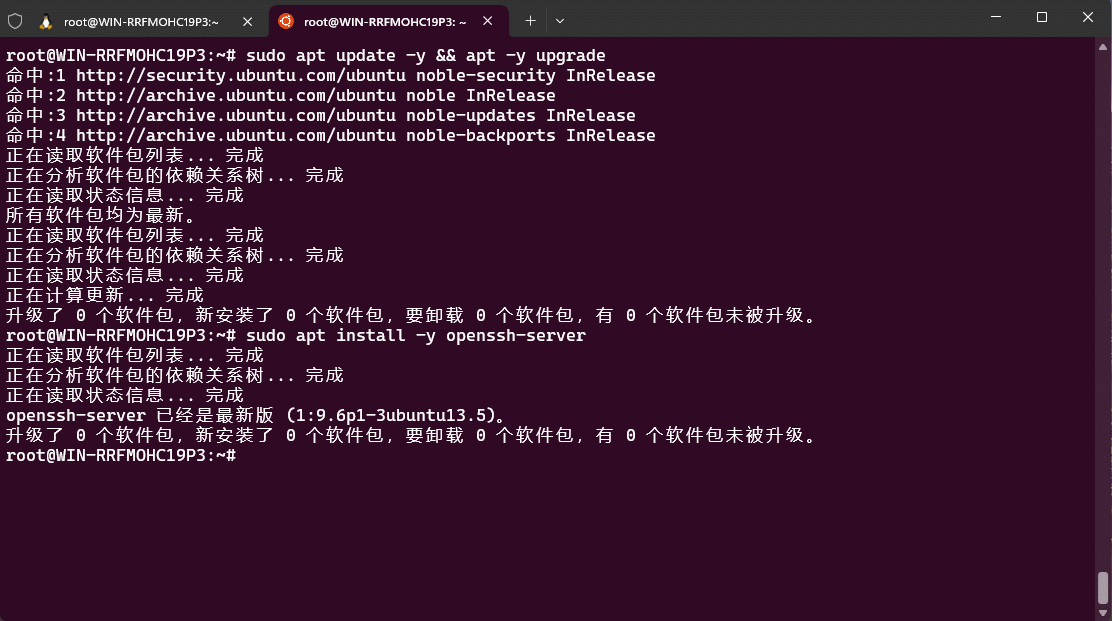 root@WIN-RRFMOHC19P3:~
root@WIN-RRFMOHC19P3: ~
root@WIN-RRFMOHC19P3:~# sudo apt update -y && apt -y upgrade
命中:1 http://security.ubuntu.com/ubuntu noble-security InRelease
命中:2 http://archive.ubuntu.com/ubuntu noble InRelease
命中:3 http://archive.ubuntu.com/ubuntu noble-updates InRelease
命中:4 http://archive.ubuntu.com/ubuntu noble-backports InRelease
正在读取软件包列表... 完成
正在分析软件包的依赖关系树... 完成
正在读取状态信息... 完成
所有软件包均为最新。
正在读取软件包列表... 完成
正在分析软件包的依赖关系树... 完成
正在读取状态信息... 完成
正在计算更新... 完成
升级了 0 个软件包，新安装了 0 个软件包，要卸载 0 个软件包，有 0 个软件包未被升级。
root@WIN-RRFMOHC19P3:~# sudo apt install -y openssh-server
正在读取软件包列表... 完成
正在分析软件包的依赖关系树... 完成
正在读取状态信息... 完成
openssh-server 已经是最新版 (1:9.6p1-3ubuntu13.5)。
升级了 0 个软件包，新安装了 0 个软件包，要卸载 0 个软件包，有 0 个软件包未被升级。
root@WIN-RRFMOHC19P3:~#